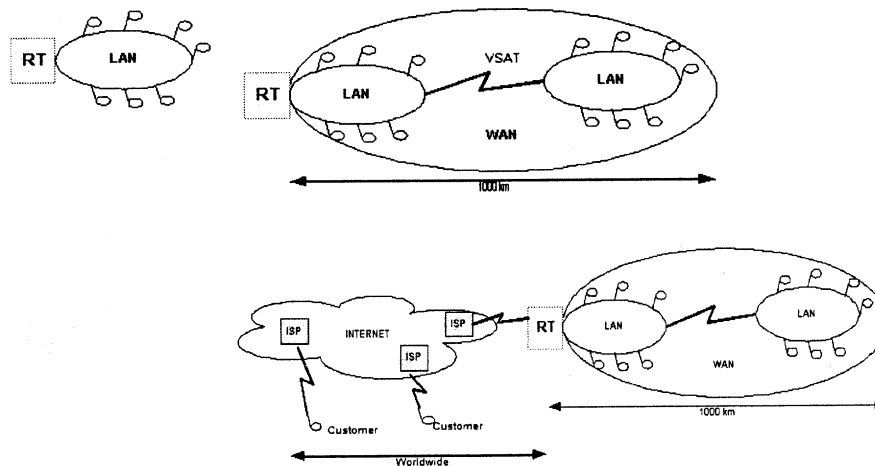 RT
LAN
RT
LAN
VSAT
LAN
WAN
1000 km
INTERNET
ISP
ISP
ISP
Customer
Customer
Worldwide
RT
LAN
LAN
WAN
1000 km